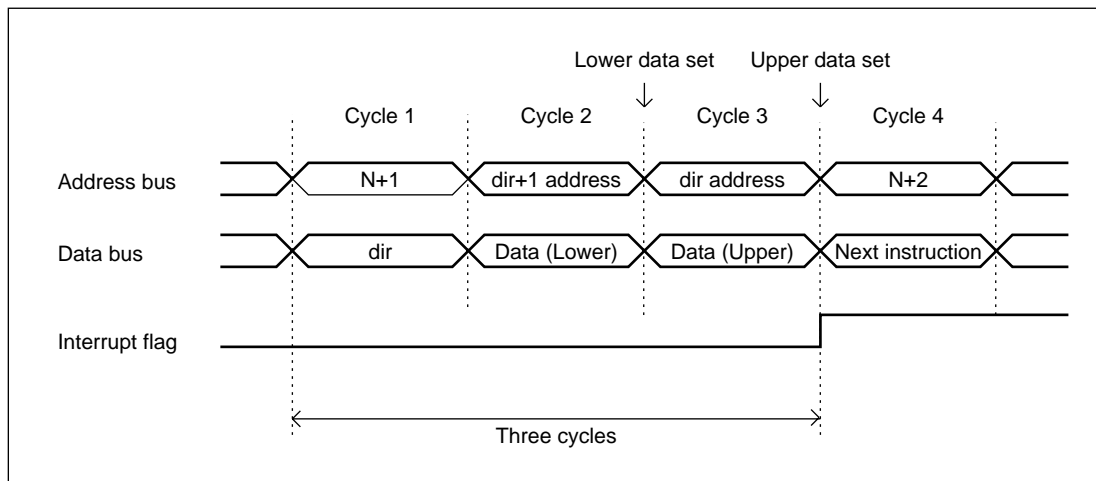 Lower data set Upper data set
Cycle 1 Cycle 2 Cycle 3 Cycle 4
Address bus N+1 dir+1 address dir address N+2
Data bus dir Data (Lower) Data (Upper) Next instruction
Interrupt flag
Three cycles